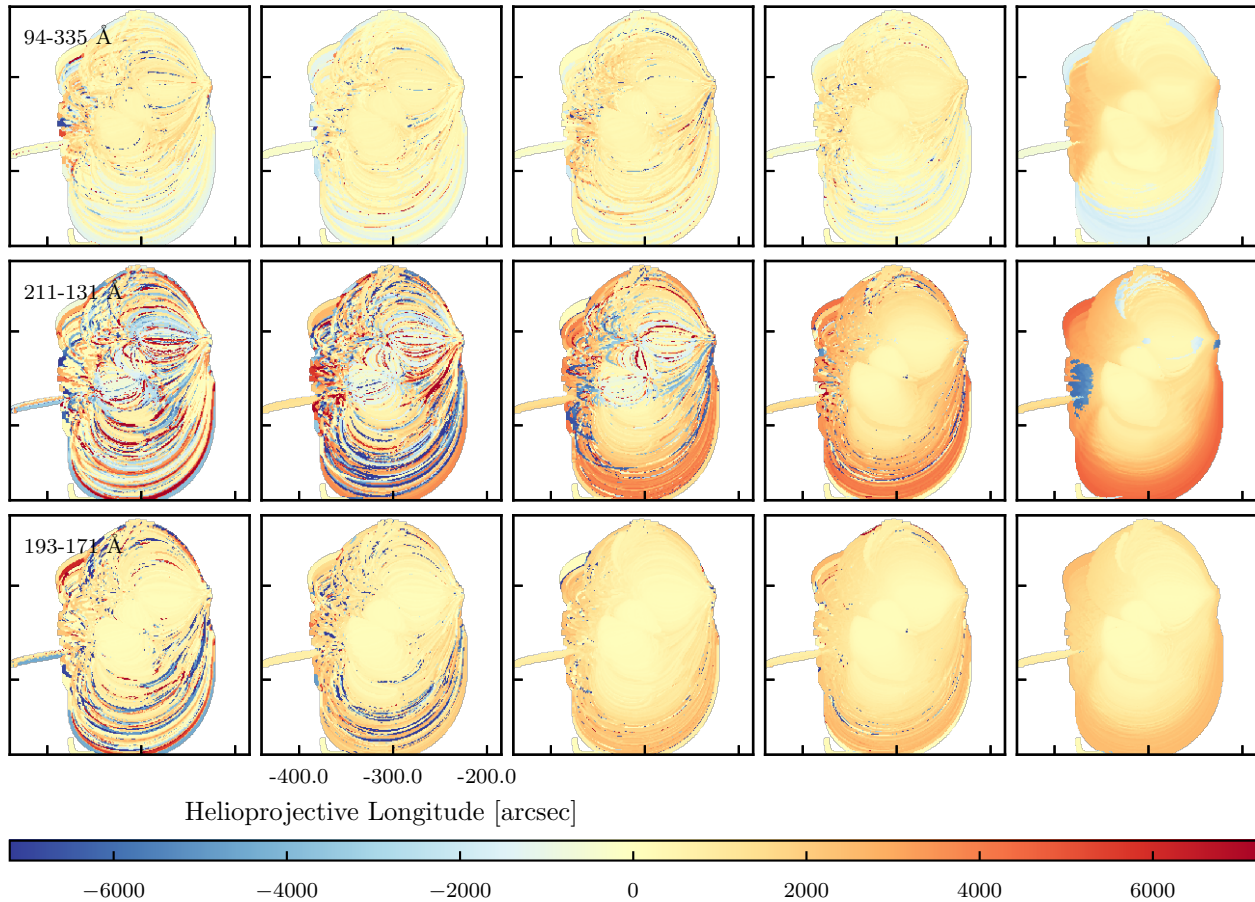 94-335 Å
211-131 Å
193-171 Å
-400.0 -300.0 -200.0
Helioprojective Longitude [arcsec]
−6000 −4000 −2000 0 2000 4000 6000